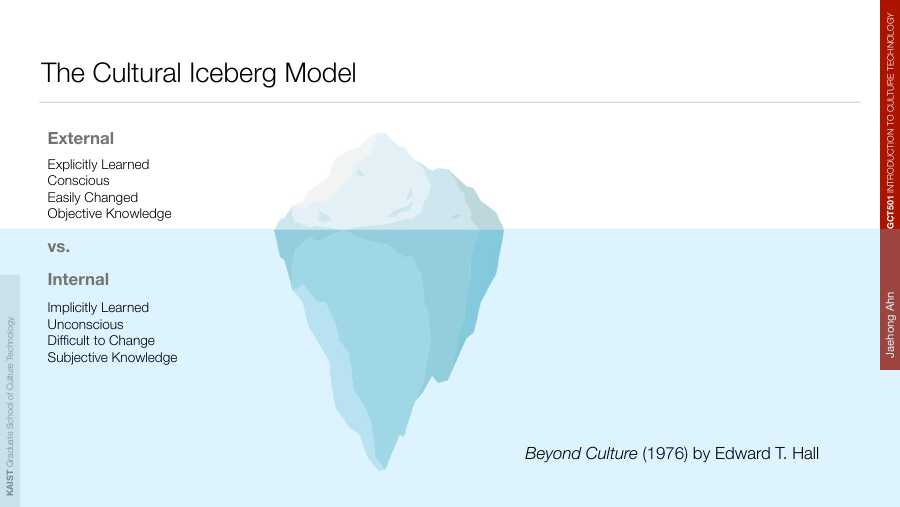 The Cultural Iceberg Model
External
Explicitly Learned
Conscious
Easily Changed
Objective Knowledge
vs.
Internal
Implicitly Learned
Unconscious
Difficult to Change
Subjective Knowledge
Beyond Culture (1976) by Edward T. Hall
GCT501 INTRODUCTION TO CULTURE TECHNOLOGY
Jaehong Ahn
KAIST Graduate School of Culture Technology